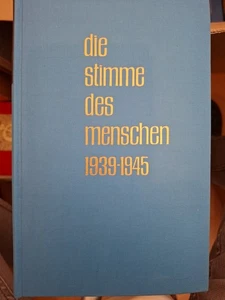 die
stimme
des
menschen
1939-1945